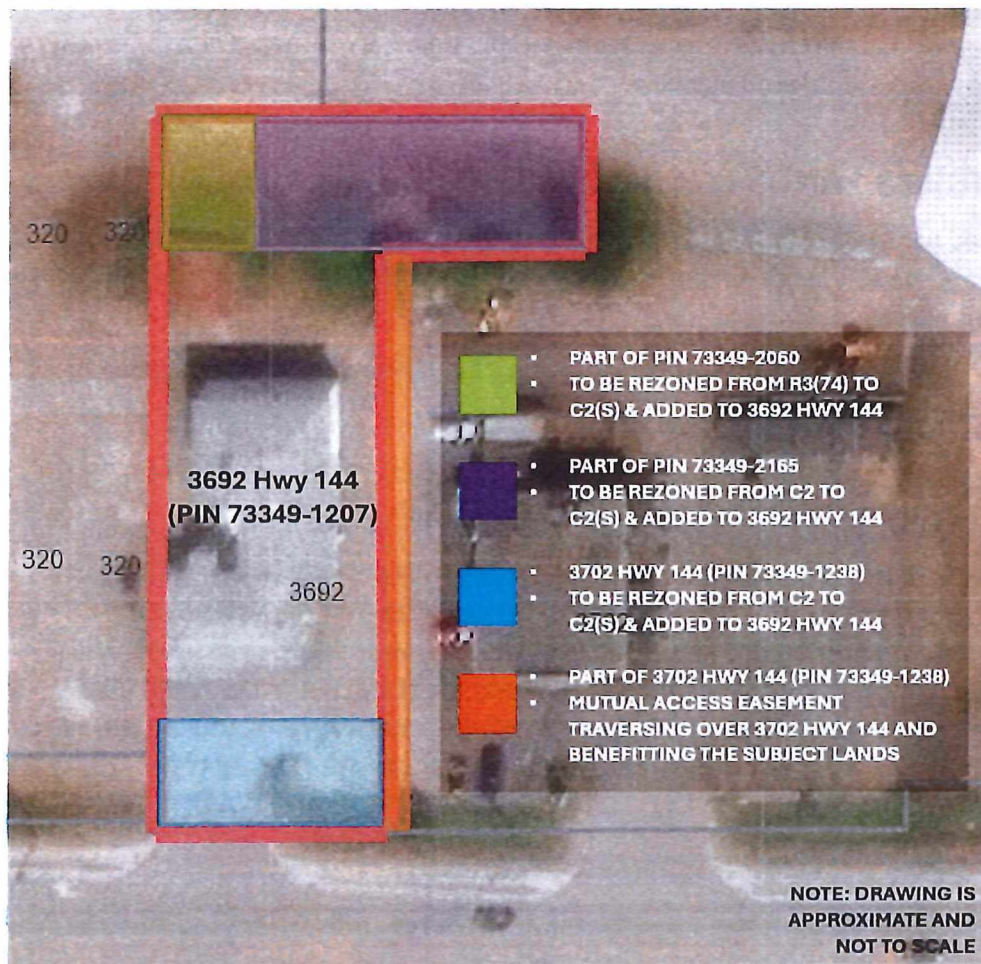 320 320
3692 Hwy 144
(PIN 73349-1207)
320 320
3692
▪ PART OF PIN 73349-2060
▪ TO BE REZONED FROM R3(74) TO
C2(S) & ADDED TO 3692 HWY 144
▪ PART OF PIN 73349-2165
▪ TO BE REZONED FROM C2 TO
C2(S) & ADDED TO 3692 HWY 144
▪ 3702 HWY 144 (PIN 73349-1238)
▪ TO BE REZONED FROM C2 TO
C2(S) & ADDED TO 3692 HWY 144
▪ PART OF 3702 HWY 144 (PIN 73349-1238)
▪ MUTUAL ACCESS EASEMENT
TRAVERSING OVER 3702 HWY 144 AND
BENEFITTING THE SUBJECT LANDS
NOTE: DRAWING IS
APPROXIMATE AND
NOT TO SCALE